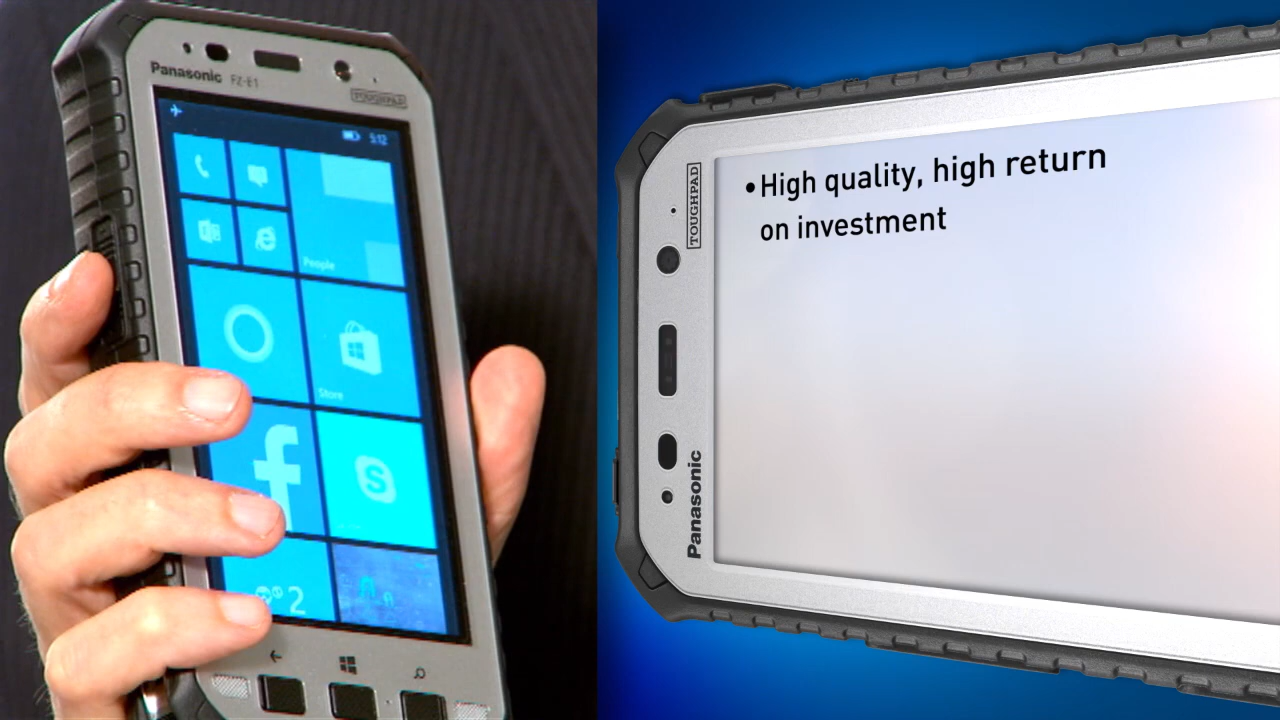 Panasonic FZ-E1
TOUGHPAD
5:12
People
Store
2
TOUGHPAD
Panasonic
•High quality, high return
on investment